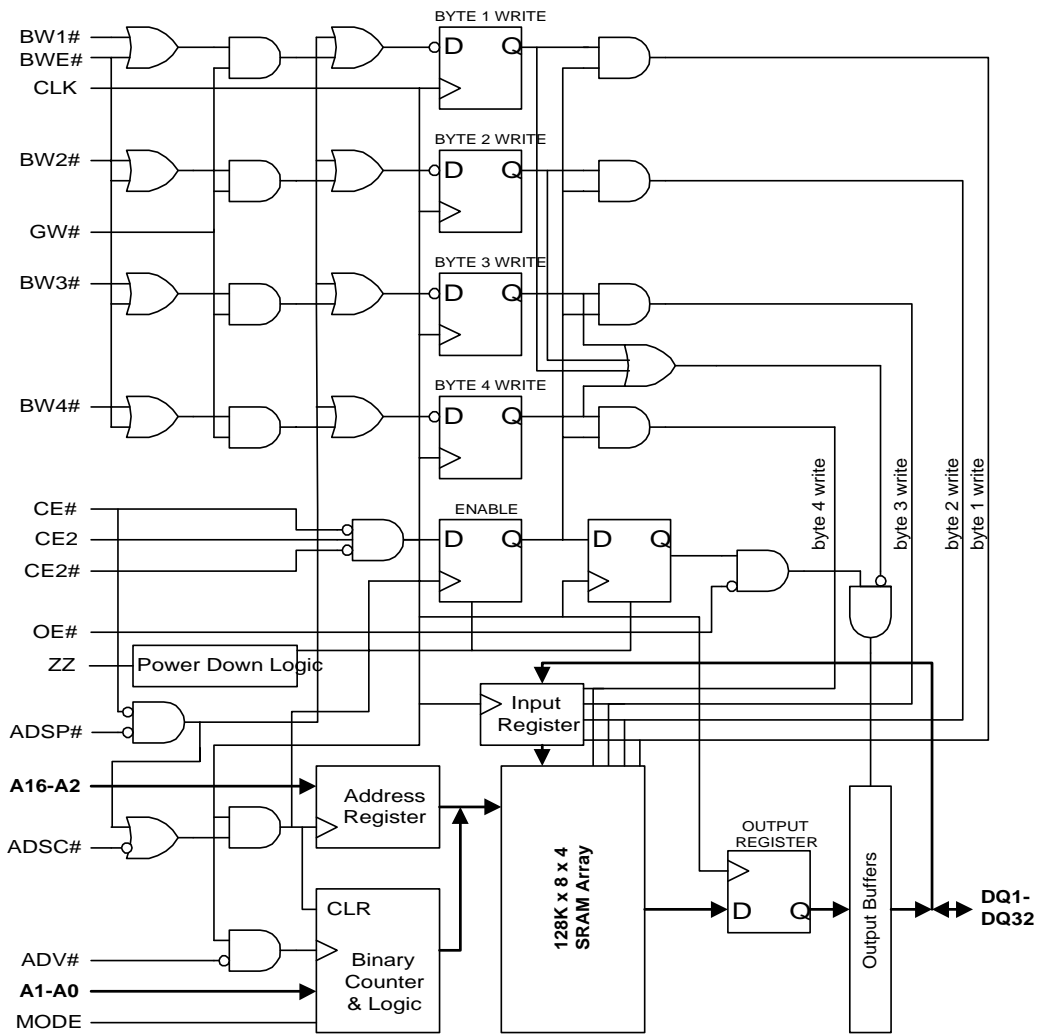 BYTE 1 WRITE
BW1#
BWE#
D Q
CLK
BYTE 2 WRITE
BW2#
D Q
GW#
BYTE 3 WRITE
BW3#
D Q
BYTE 4 WRITE
BW4#
D Q
byte 4 write
byte 3 write
byte 2 write
byte 1 write
CE#
ENABLE
CE2
D Q
D Q
CE2#
OE#
ZZ
Power Down Logic
Input
Register
ADSP#
A16-A2
Address
Register
ADSC#
OUTPUT
REGISTER
128K x 8 x 4
SRAM Array
D Q
Output Buffers
DQ1-
DQ32
CLR
ADV#
Binary
Counter
& Logic
A1-A0
MODE